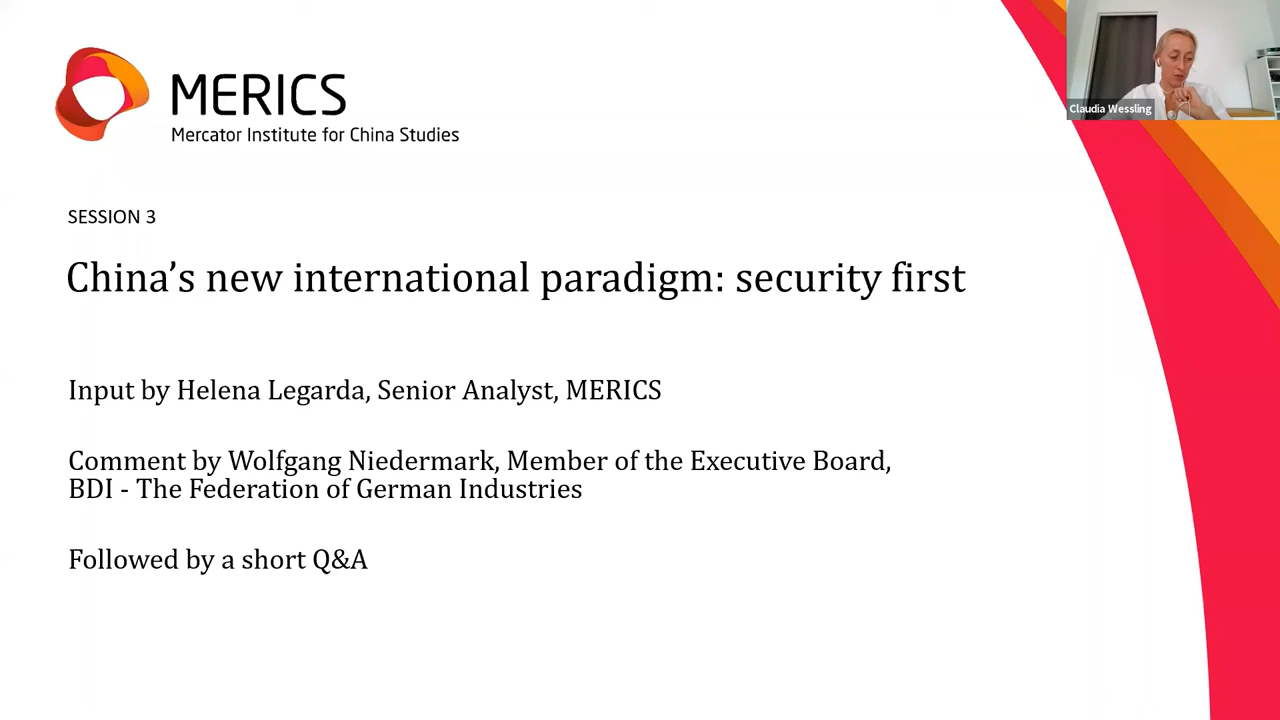 MERICS
Mercator Institute for China Studies
Claudia Wessling
SESSION 3
China’s new international paradigm: security first
Input by Helena Legarda, Senior Analyst, MERICS
Comment by Wolfgang Niedermark, Member of the Executive Board,
BDI - The Federation of German Industries
Followed by a short Q&A